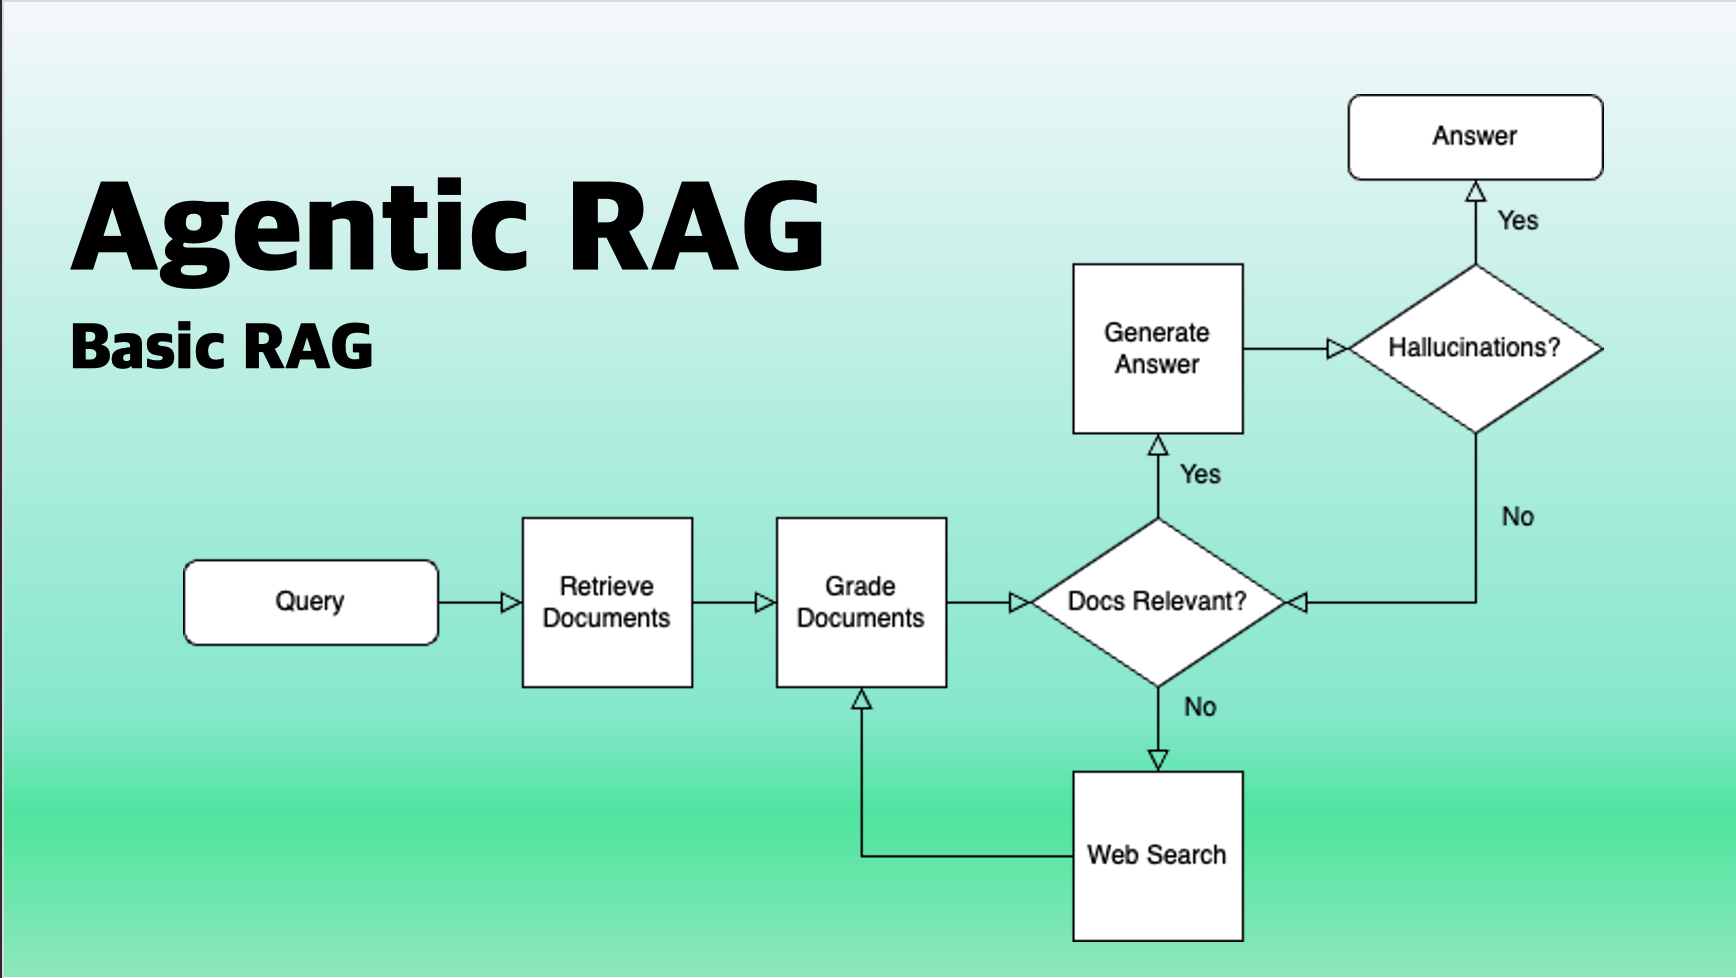 Agentic RAG
Basic RAG
Answer
Yes
Generate
Answer
Hallucinations?
Yes
No
Query
Retrieve
Documents
Grade
Documents
Docs Relevant?
No
Web Search